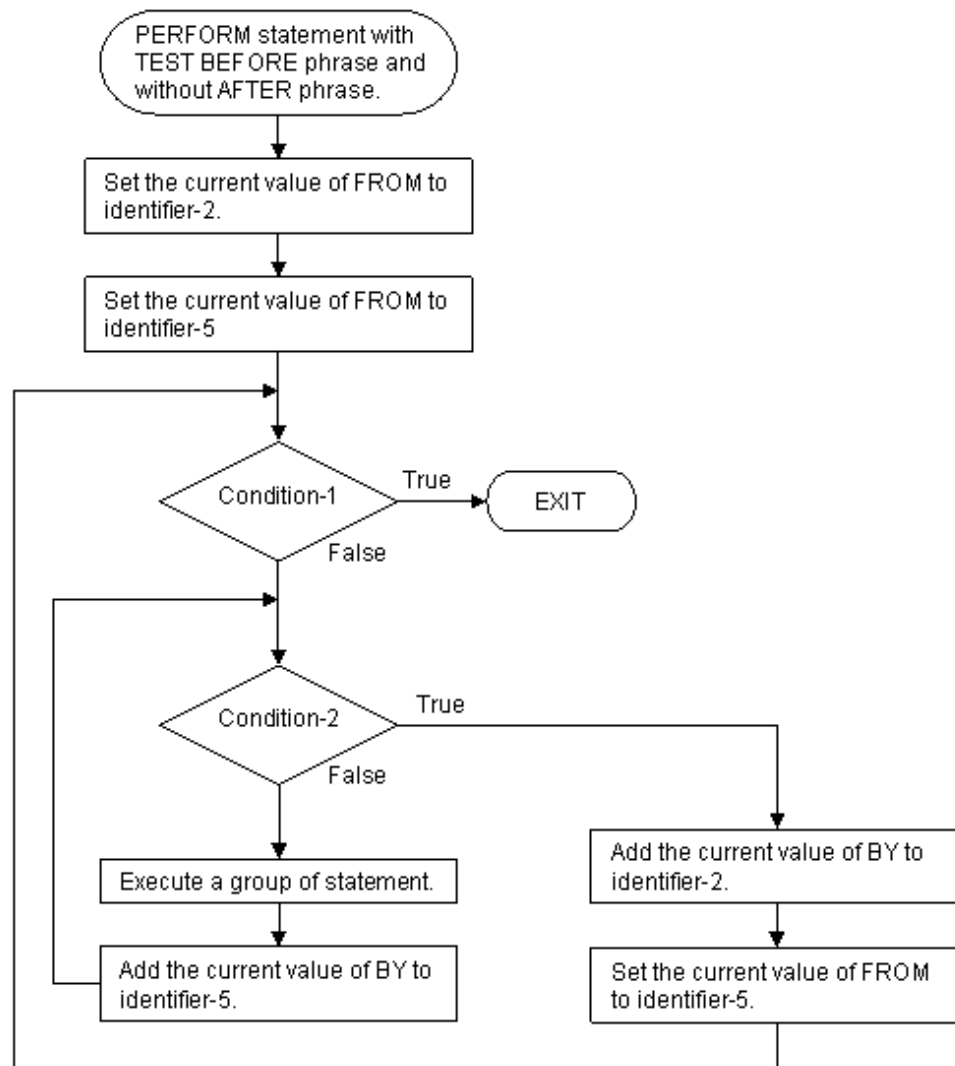 PERFORM statement with
TEST BEFORE phrase and
without AFTER phrase.
Set the current value of FROM to
identifier-2.
Set the current value of FROM to
identifier-5
Condition-1
True
EXIT
False
Condition-2
True
False
Execute a group of statement.
Add the current value of BY to
identifier-5.
Add the current value of BY to
identifier-2.
Set the current value of FROM
to identifier-5.